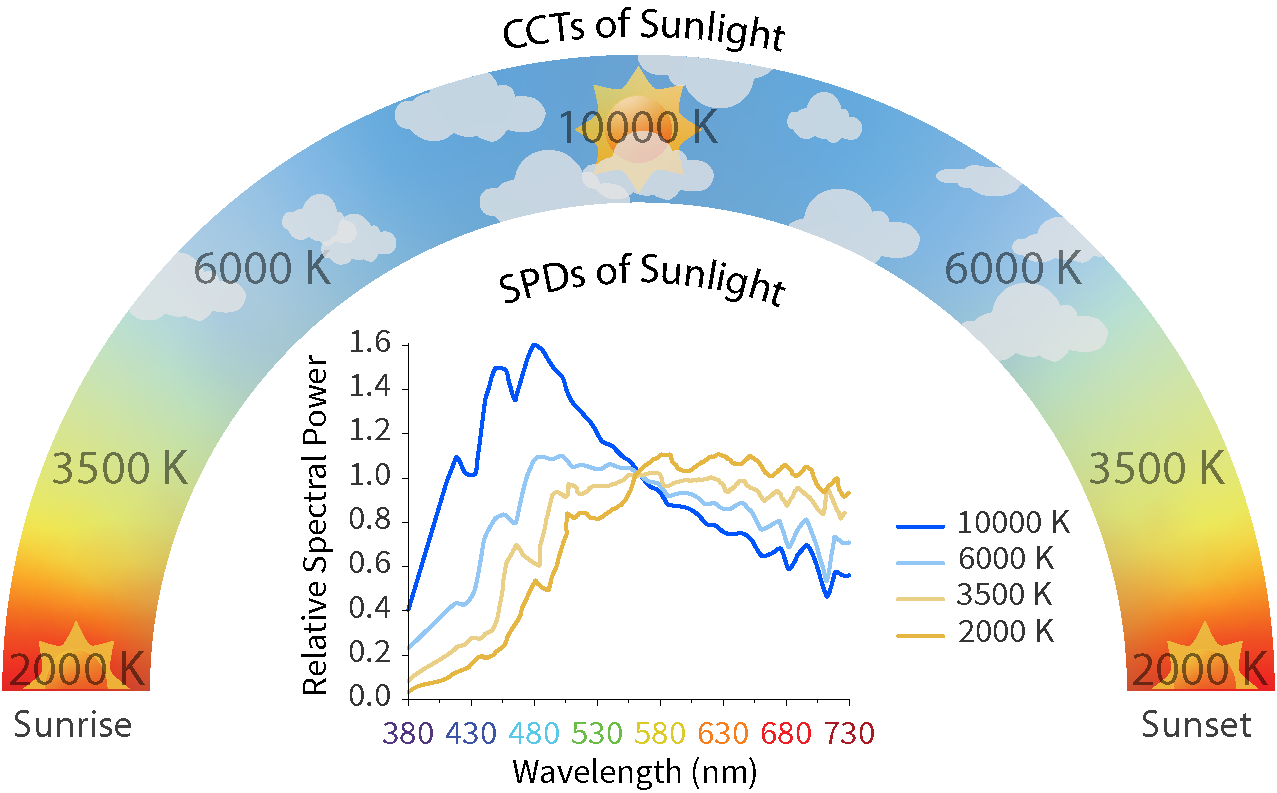 CCTs of Sunlight
10000 K
6000 K
6000 K
3500 K
3500 K
2000 K
2000 K
Sunrise
Sunset
SPDs of Sunlight
Relative Spectral Power
1.6
1.4
1.2
1.0
0.8
0.6
0.4
0.2
0.0
380 430 480 530 580 630 680 730
Wavelength (nm)
10000 K
6000 K
3500 K
2000 K